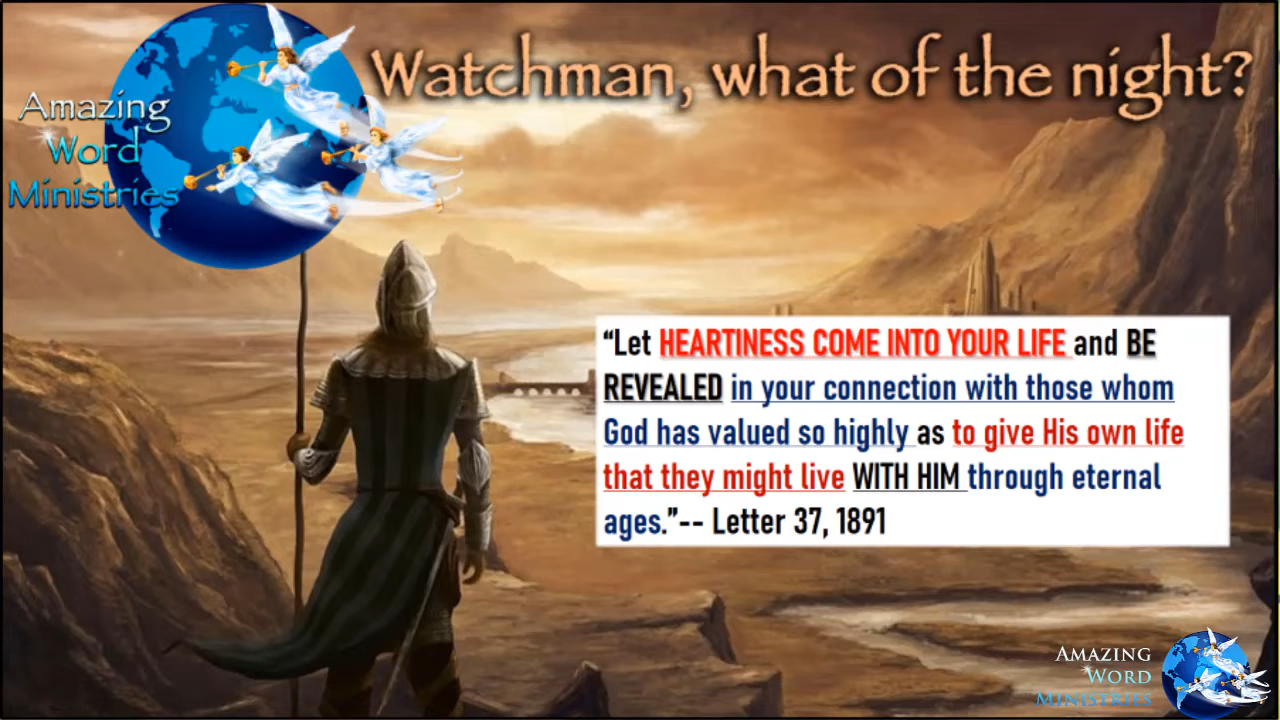 Watchman, what of the night?
Amazing
Word
Ministries
“Let HEARTINESS COME INTO YOUR LIFE and BE
REVEALED in your connection with those whom
God has valued so highly as to give His own life
that they might live WITH HIM through eternal
ages.”-- Letter 37, 1891
AMAZING
WORD
MINISTRIES